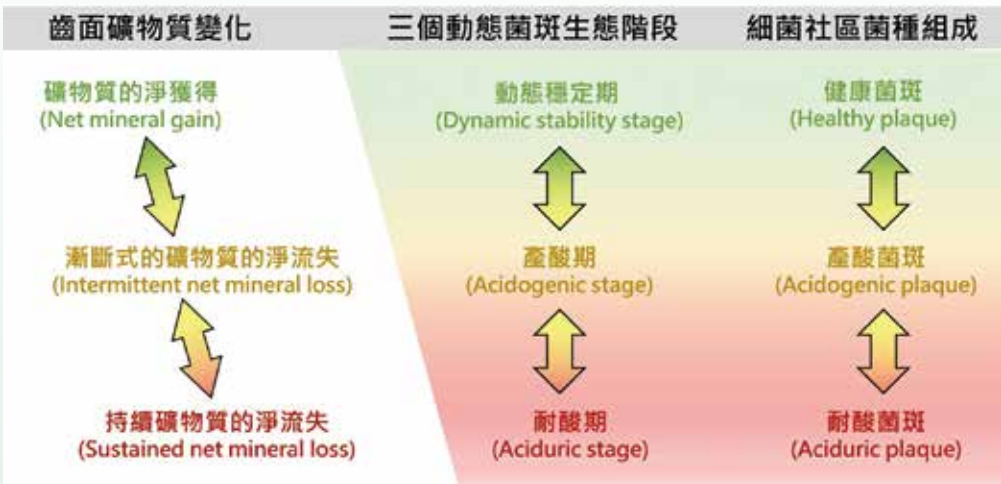 齒面礦物質變化 三個動態菌斑生態階段 細菌社區菌種組成
礦物質的淨獲得 動態穩定期 健康菌斑
(Net mineral gain) (Dynamic stability stage) (Healthy plaque)
漸斷式的礦物質的淨流失 產酸期 產酸菌斑
(Intermittent net mineral loss) (Acidogenic stage) (Acidogenic plaque)
持續礦物質的淨流失 耐酸期 耐酸菌斑
(Sustained net mineral loss) (Aciduric stage) (Aciduric plaque)